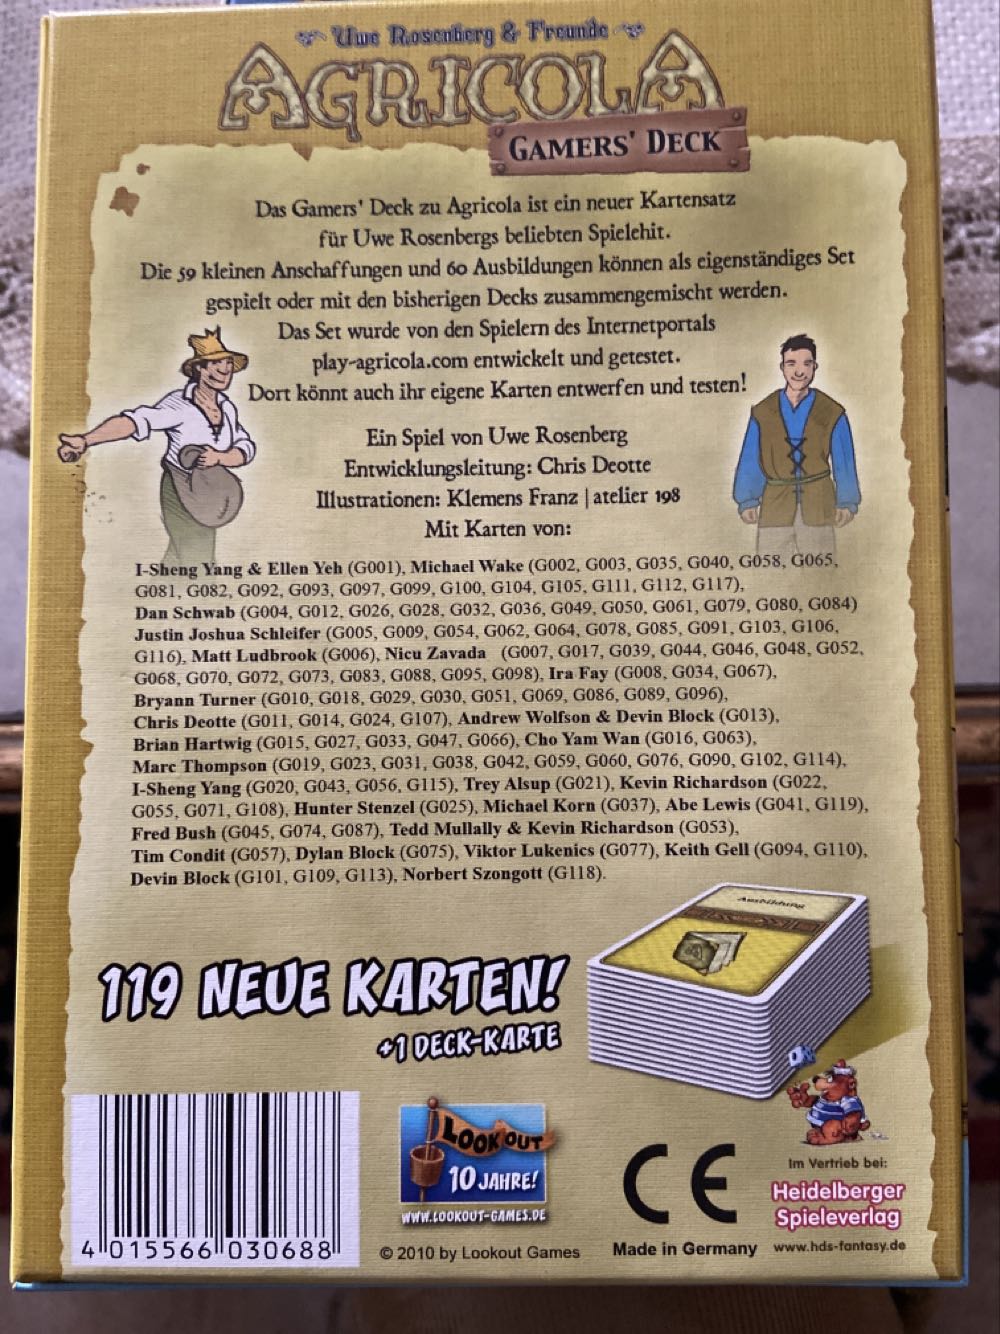 Uwe Rosenberg & Freunde
AGRICOLA
GAMERS' DECK
Das Gamers' Deck zu Agricola ist ein neuer Kartensatz
für Uwe Rosenbergs beliebten Spielehit.
Die 59 kleinen Anschaffungen und 60 Ausbildungen können als eigenständiges Set
gespielt oder mit den bisherigen Decks zusammengemischt werden.
Das Set wurde von den Spielern des Internetportals
play-agricola.com entwickelt und getestet.
Dort könnt auch ihr eigene Karten entwerfen und testen!
Ein Spiel von Uwe Rosenberg
Entwicklungsleitung: Chris Deotte
Illustrationen: Klemens Franz | atelier 198
Mit Karten von:
I-Sheng Yang & Ellen Yeh (G001), Michael Wake (G002, G003, G035, G040, G058, G065,
G081, G082, G092, G093, G097, G099, G100, G104, G105, G111, G112, G117),
Dan Schwab (G004, G012, G026, G028, G032, G036, G049, G050, G061, G079, G080, G084)
Justin Joshua Schleifer (G005, G009, G054, G062, G064, G078, G085, G091, G103, G106,
G116), Matt Ludbrook (G006), Nicu Zavada (G007, G017, G039, G044, G046, G048, G052,
G068, G070, G072, G073, G083, G088, G095, G098), Ira Fay (G008, G034, G067),
Bryann Turner (G010, G018, G029, G030, G051, G069, G086, G089, G096),
Chris Deotte (G011, G014, G024, G107), Andrew Wolfson & Devin Block (G013),
Brian Hartwig (G015, G027, G033, G047, G066), Cho Yam Wan (G016, G063),
Marc Thompson (G019, G023, G031, G038, G042, G059, G060, G076, G090, G102, G114),
I-Sheng Yang (G020, G043, G056, G115), Trey Alsup (G021), Kevin Richardson (G022,
G055, G071, G108), Hunter Stenzel (G025), Michael Korn (G037), Abe Lewis (G041, G119),
Fred Bush (G045, G074, G087), Tedd Mullally & Kevin Richardson (G053),
Tim Condit (G057), Dylan Block (G075), Viktor Lukenics (G077), Keith Gell (G094, G110),
Devin Block (G101, G109, G113), Norbert Szongott (G118).
Ausbildung
119 NEUE KARTEN!
+1 DECK-KARTE
4 015566 030688
LOOKOUT
10 JAHRE!
WWW.LOOKOUT-GAMES.DE
© 2010 by Lookout Games
CE
Made in Germany
Im Vertrieb bei:
Heidelberger
Spieleverlag
www.hds-fantasy.de